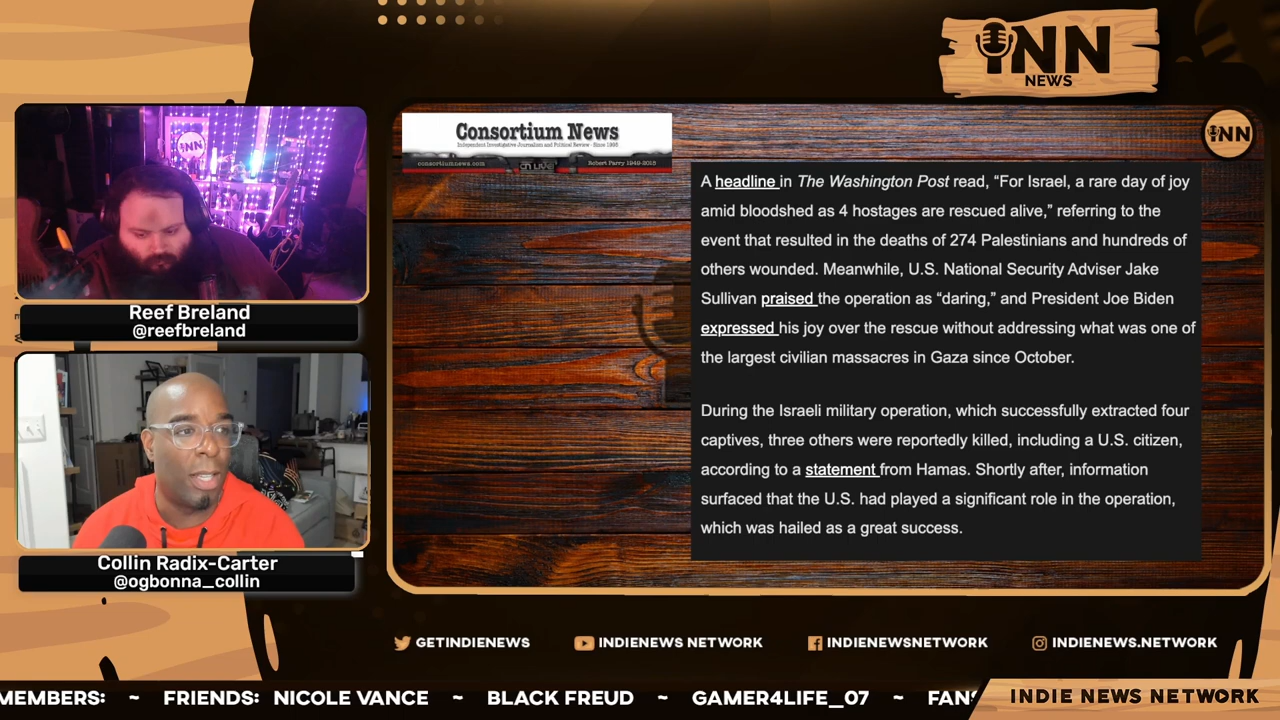 INN
NEWS
INN
INN
Consortium News
Independent Investigative Journalism and Political Review - Since 1995
consortiumnews.com
CN LIVE!
Robert Parry 1949-2018
A headline in The Washington Post read, “For Israel, a rare day of joy
amid bloodshed as 4 hostages are rescued alive,” referring to the
event that resulted in the deaths of 274 Palestinians and hundreds of
others wounded. Meanwhile, U.S. National Security Adviser Jake
Sullivan praised the operation as “daring,” and President Joe Biden
expressed his joy over the rescue without addressing what was one of
the largest civilian massacres in Gaza since October.
During the Israeli military operation, which successfully extracted four
captives, three others were reportedly killed, including a U.S. citizen,
according to a statement from Hamas. Shortly after, information
surfaced that the U.S. had played a significant role in the operation,
which was hailed as a great success.
Reef Breland
@reefbreland
Collin Radix-Carter
@ogbonna_collin
GETINDIENEWS
INDIENEWS NETWORK
INDIENEWSNETWORK
INDIENEWS.NETWORK
MEMBERS: ~ FRIENDS: NICOLE VANCE ~ BLACK FREUD ~ GAMER4LIFE_07 ~ FANS
INDIE NEWS NETWORK